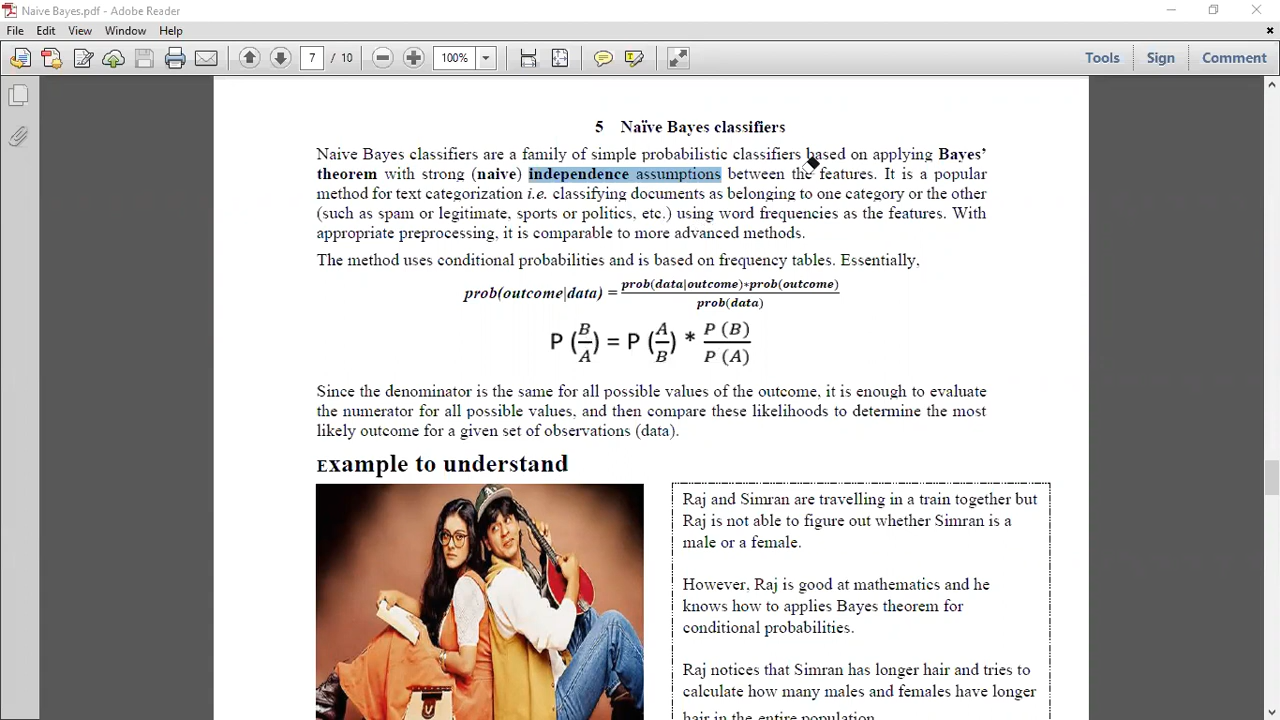 Naive Bayes.pdf - Adobe Reader
File Edit View Window Help
7 / 10 100% Tools Sign Comment
5 Naïve Bayes classifiers
Naive Bayes classifiers are a family of simple probabilistic classifiers based on applying Bayes'
theorem with strong (naive) independence assumptions between the features. It is a popular
method for text categorization i.e. classifying documents as belonging to one category or the other
(such as spam or legitimate, sports or politics, etc.) using word frequencies as the features. With
appropriate preprocessing, it is comparable to more advanced methods.
The method uses conditional probabilities and is based on frequency tables. Essentially,
prob(outcome|data) = prob(data|outcome)*prob(outcome) / prob(data)
P (B/A) = P (A/B) * P (B) / P (A)
Since the denominator is the same for all possible values of the outcome, it is enough to evaluate
the numerator for all possible values, and then compare these likelihoods to determine the most
likely outcome for a given set of observations (data).
Example to understand
Raj and Simran are travelling in a train together but
Raj is not able to figure out whether Simran is a
male or a female.
However, Raj is good at mathematics and he
knows how to applies Bayes theorem for
conditional probabilities.
Raj notices that Simran has longer hair and tries to
calculate how many males and females have longer
hair in the entire population